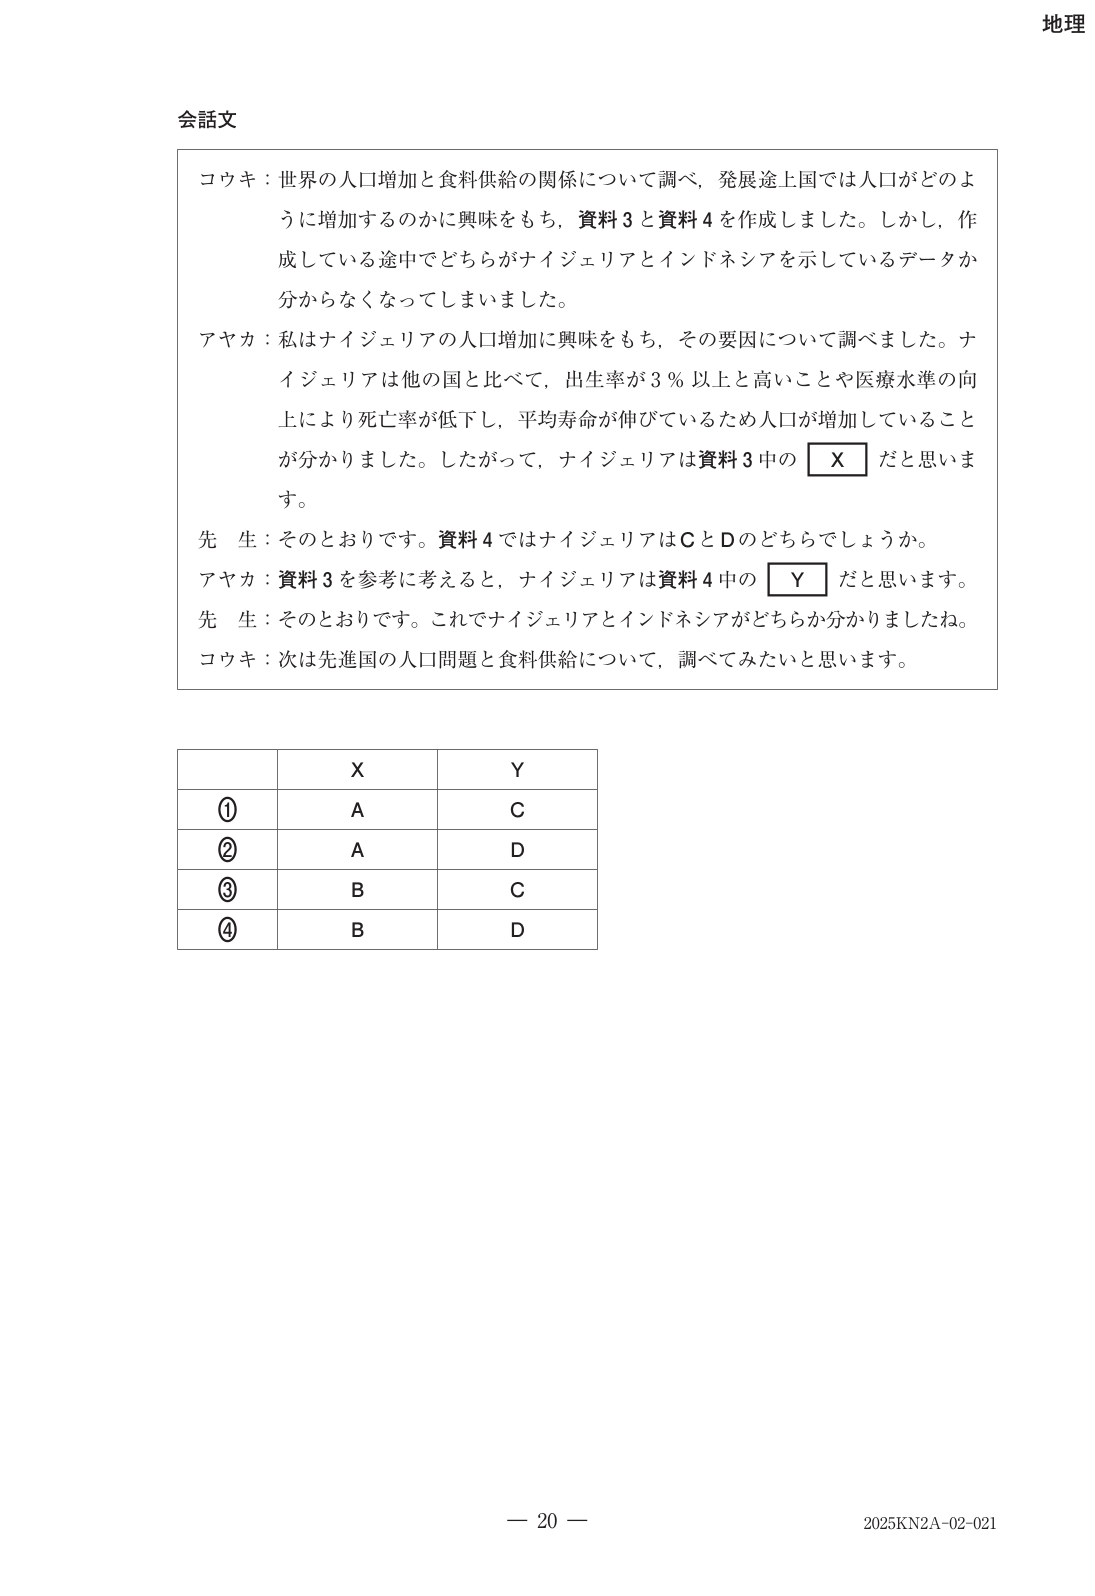 地理
会話文
コウキ：世界の人口増加と食料供給の関係について調べ，発展途上国では人口がどのよ
うに増加するのかに興味をもち，資料3と資料4を作成しました。しかし，作
成している途中でどちらがナイジェリアとインドネシアを示しているデータか
分からなくなってしまいました。
アヤカ：私はナイジェリアの人口増加に興味をもち，その要因について調べました。ナ
イジェリアは他の国と比べて，出生率が3％以上と高いことや医療水準の向
上により死亡率が低下し，平均寿命が伸びているため人口が増加していること
が分かりました。したがって，ナイジェリアは資料3中の X だと思いま
す。
先　生：そのとおりです。資料4ではナイジェリアはCとDのどちらでしょうか。
アヤカ：資料3を参考に考えると，ナイジェリアは資料4中の Y だと思います。
先　生：そのとおりです。これでナイジェリアとインドネシアがどちらか分かりましたね。
コウキ：次は先進国の人口問題と食料供給について，調べてみたいと思います。
X Y
① A C
② A D
③ B C
④ B D
— 20 —
2025KN2A-02-021